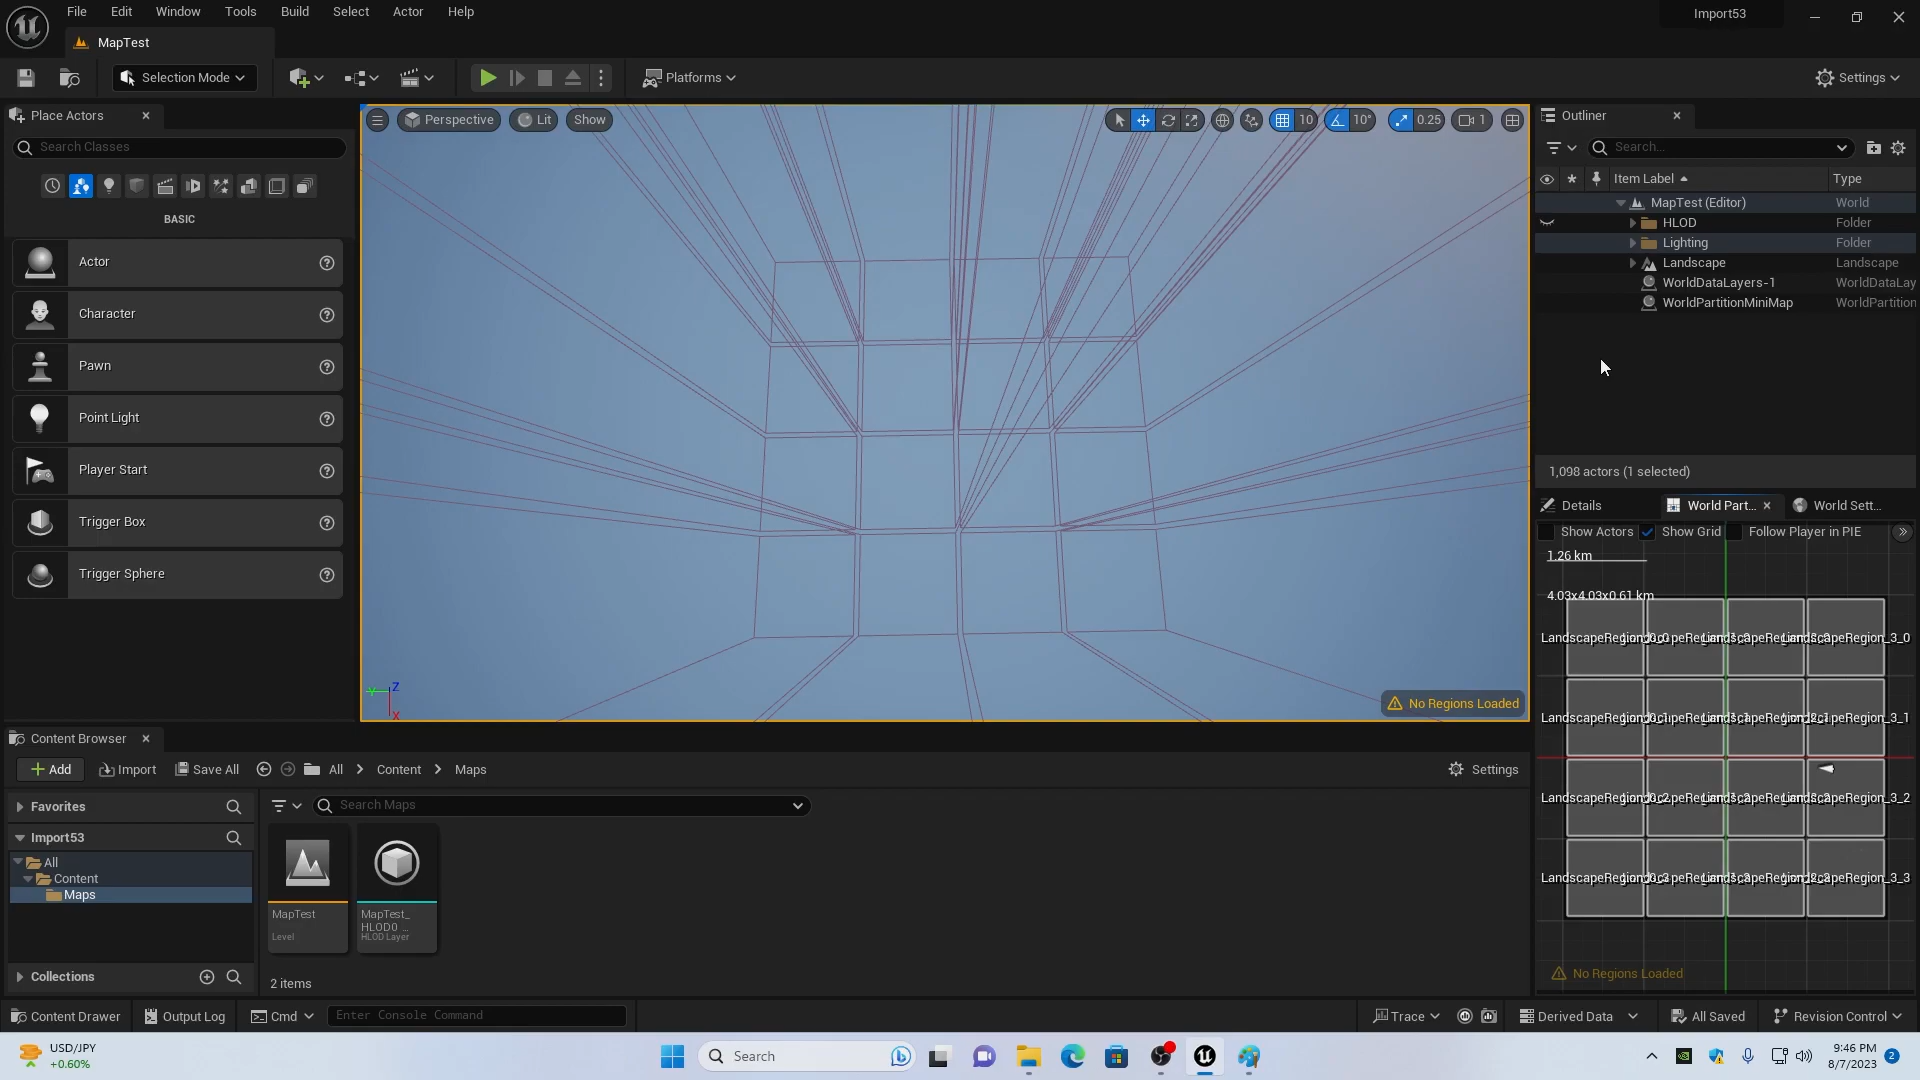 File Edit Window Tools Build Select Actor Help
Import53
MapTest
Selection Mode
Platforms
Settings
Place Actors
Search Classes
BASIC
Actor
Character
Pawn
Point Light
Player Start
Trigger Box
Trigger Sphere
Perspective
Lit
Show
10
10°
0.25
1
Z
Y
X
No Regions Loaded
Outliner
Search...
Item Label
Type
MapTest (Editor)
World
HLOD
Folder
Lighting
Folder
Landscape
Landscape
WorldDataLayers-1
WorldDataLay
WorldPartitionMiniMap
WorldPartition
1,098 actors (1 selected)
Details
World Part...
World Sett...
Show Actors
Show Grid
Follow Player in PIE
1.26 km
4.03x4.03x0.61 km
No Regions Loaded
Content Browser
Add
Import
Save All
All
Content
Maps
Settings
Favorites
Import53
All
Content
Maps
Collections
Search Maps
MapTest
Level
MapTest_
HLOD0_...
HLOD Layer
2 items
Content Drawer
Output Log
Cmd
Enter Console Command
Trace
Derived Data
All Saved
Revision Control
USD/JPY
+0.60%
Search
9:46 PM
8/7/2023
2